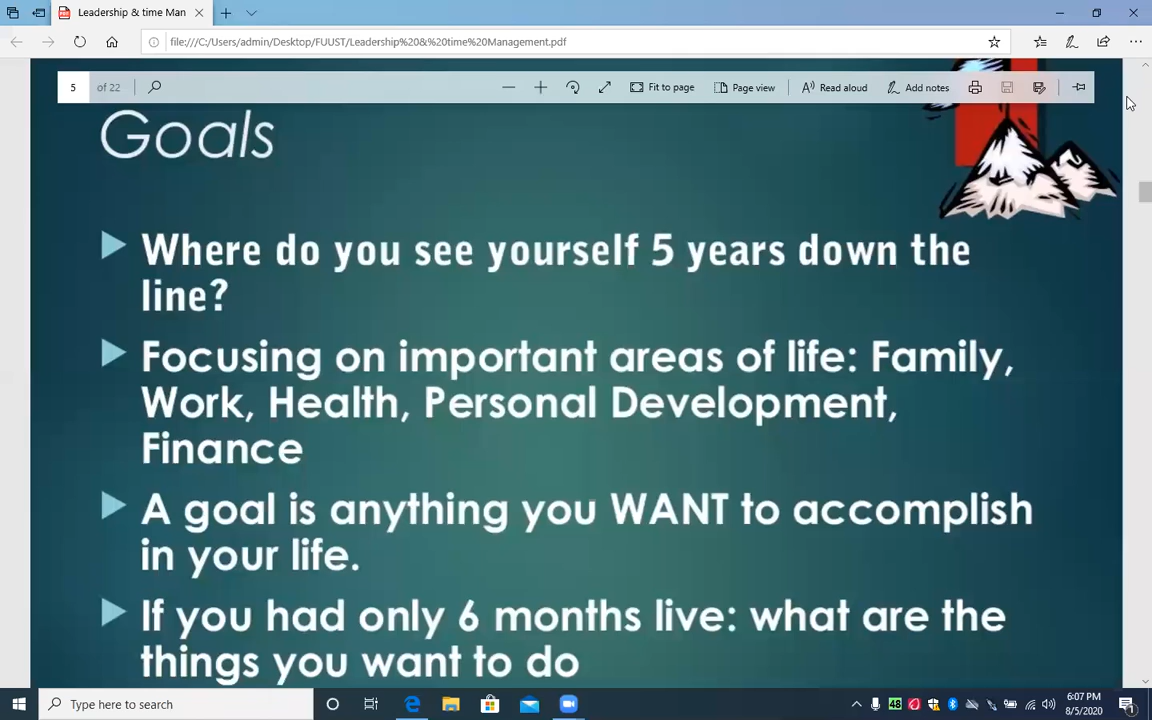 Leadership & time Man
file:///C:/Users/admin/Desktop/FUUST/Leadership%20&%20time%20Management.pdf
5 of 22 Fit to page Page view Read aloud Add notes
Goals
Where do you see yourself 5 years down the
line?
Focusing on important areas of life: Family,
Work, Health, Personal Development,
Finance
A goal is anything you WANT to accomplish
in your life.
If you had only 6 months live: what are the
things you want to do
Type here to search
48
6:07 PM
8/5/2020
1